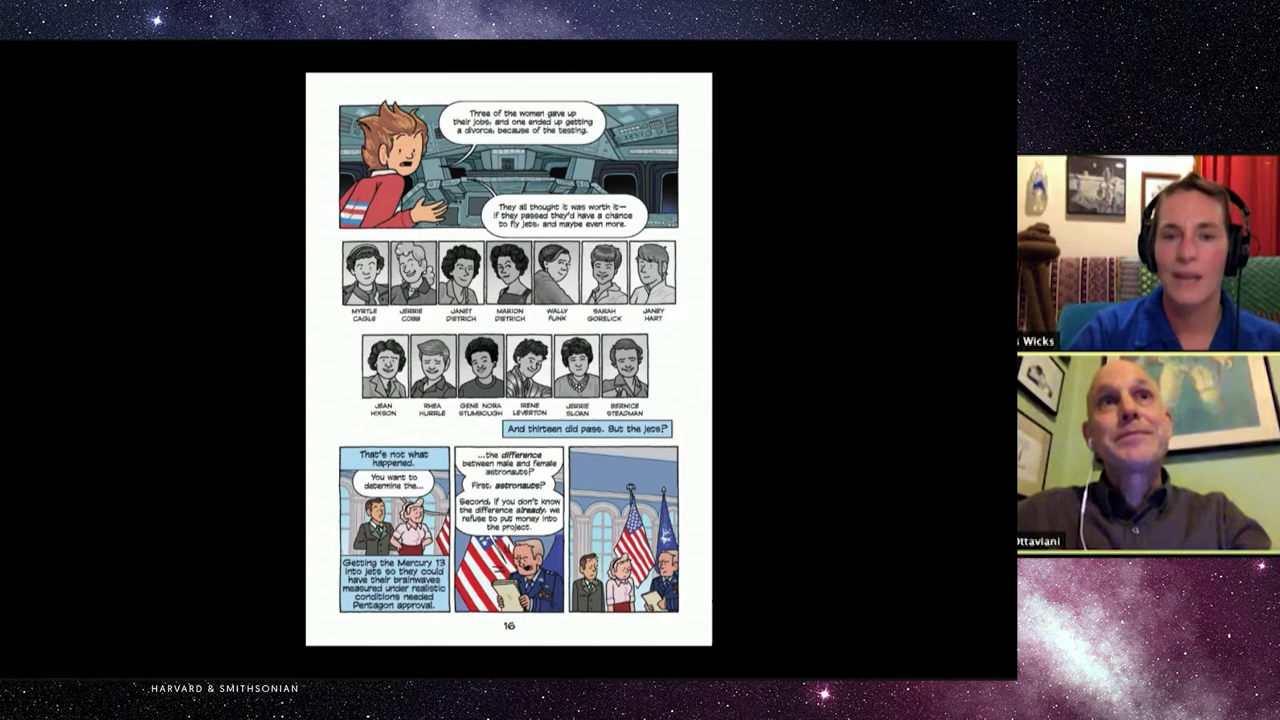 Three of the women gave up
their jobs, and one ended up getting
a divorce, because of the testing.
They all thought it was worth it—
if they passed they'd have a chance
to fly jets, and maybe even more.
MYRTLE CAGLE
JERRIE COBB
JANET DIETRICH
MARION DIETRICH
WALLY FUNK
SARAH GORELICK
JANEY HART
JEAN HIXSON
RHEA HURRLE
GENE NORA STUMBOUGH
IRENE LEVERTON
JERRIE SLOAN
BERNICE STEADMAN
And thirteen did pass. But the jets?
That's not what
happened.
You want to
determine the...
Getting the Mercury 13
into jets so they could
have their brainwaves
measured under realistic
conditions needed
Pentagon approval.
...the difference
between male and female
astronauts?
First, astronauts?
Second, if you don't know
the difference already, we
refuse to put money into
the project.
16
Wicks
Ottaviani
HARVARD & SMITHSONIAN